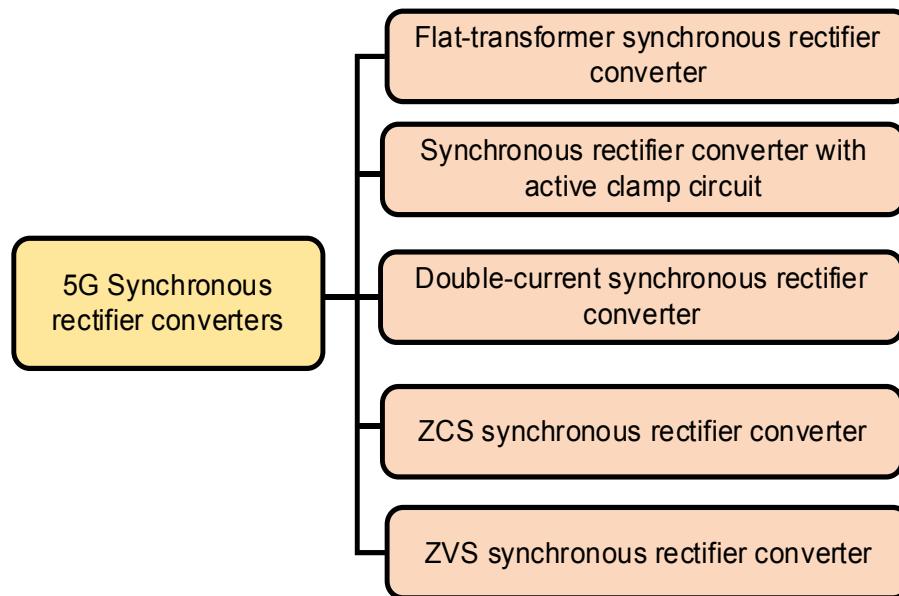 Flat-transformer synchronous rectifier
converter
Synchronous rectifier converter with
active clamp circuit
5G Synchronous
rectifier converters
Double-current synchronous rectifier
converter
ZCS synchronous rectifier converter
ZVS synchronous rectifier converter